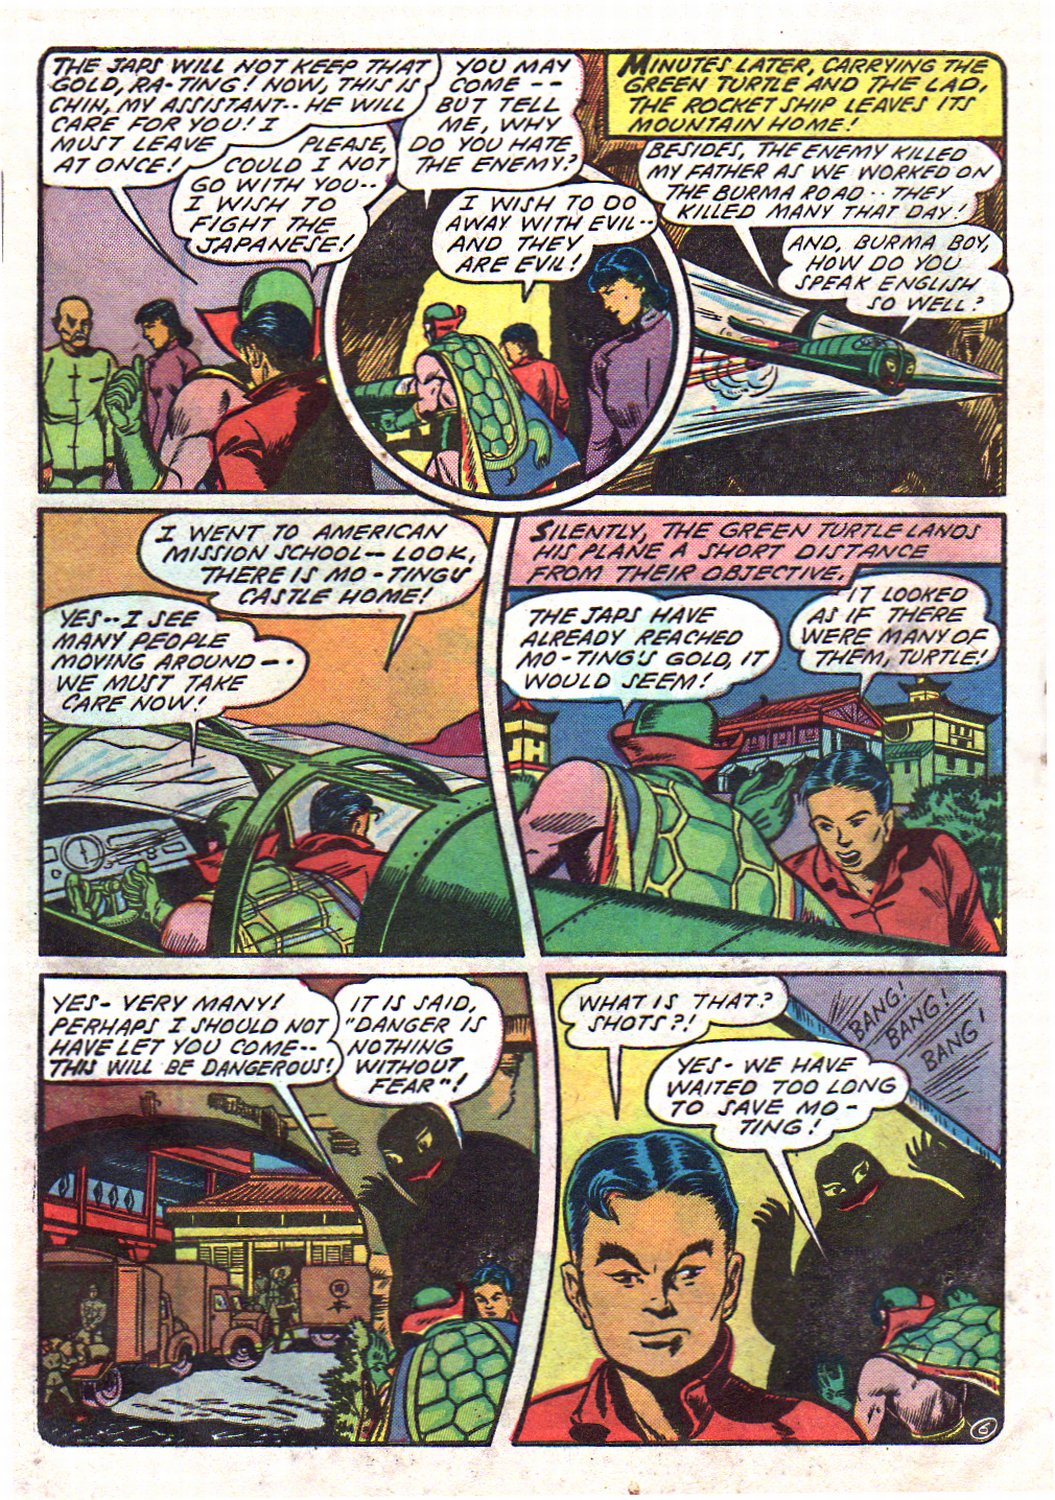 THE JAPS WILL NOT KEEP THAT
GOLD, RA-TING! NOW, THIS IS
CHIN, MY ASSISTANT-- HE WILL
CARE FOR YOU! I
MUST LEAVE
AT ONCE!
PLEASE,
COULD I NOT
GO WITH YOU--
I WISH TO
FIGHT THE
JAPANESE!
YOU MAY
COME --
BUT TELL
ME, WHY
DO YOU HATE
THE ENEMY?
I WISH TO DO
AWAY WITH EVIL--
AND THEY
ARE EVIL!
MINUTES LATER, CARRYING THE
GREEN TURTLE AND THE LAD,
THE ROCKET SHIP LEAVES ITS
MOUNTAIN HOME!
BESIDES, THE ENEMY KILLED
MY FATHER AS WE WORKED ON
THE BURMA ROAD-- THEY
KILLED MANY THAT DAY!
AND, BURMA BOY,
HOW DO YOU
SPEAK ENGLISH
SO WELL?
I WENT TO AMERICAN
MISSION SCHOOL-- LOOK,
THERE IS MO-TING'S
CASTLE HOME!
YES--I SEE
MANY PEOPLE
MOVING AROUND--
WE MUST TAKE
CARE NOW!
SILENTLY, THE GREEN TURTLE LANDS
HIS PLANE A SHORT DISTANCE
FROM THEIR OBJECTIVE.
THE JAPS HAVE
ALREADY REACHED
MO-TING'S GOLD, IT
WOULD SEEM!
IT LOOKED
AS IF THERE
WERE MANY OF
THEM, TURTLE!
YES- VERY MANY!
PERHAPS I SHOULD NOT
HAVE LET YOU COME--
THIS WILL BE DANGEROUS!
IT IS SAID,
"DANGER IS
NOTHING
WITHOUT
FEAR"!
WHAT IS THAT?
SHOTS?!
YES- WE HAVE
WAITED TOO LONG
TO SAVE MO-
TING!
BANG!
BANG!
BANG!
日本
6